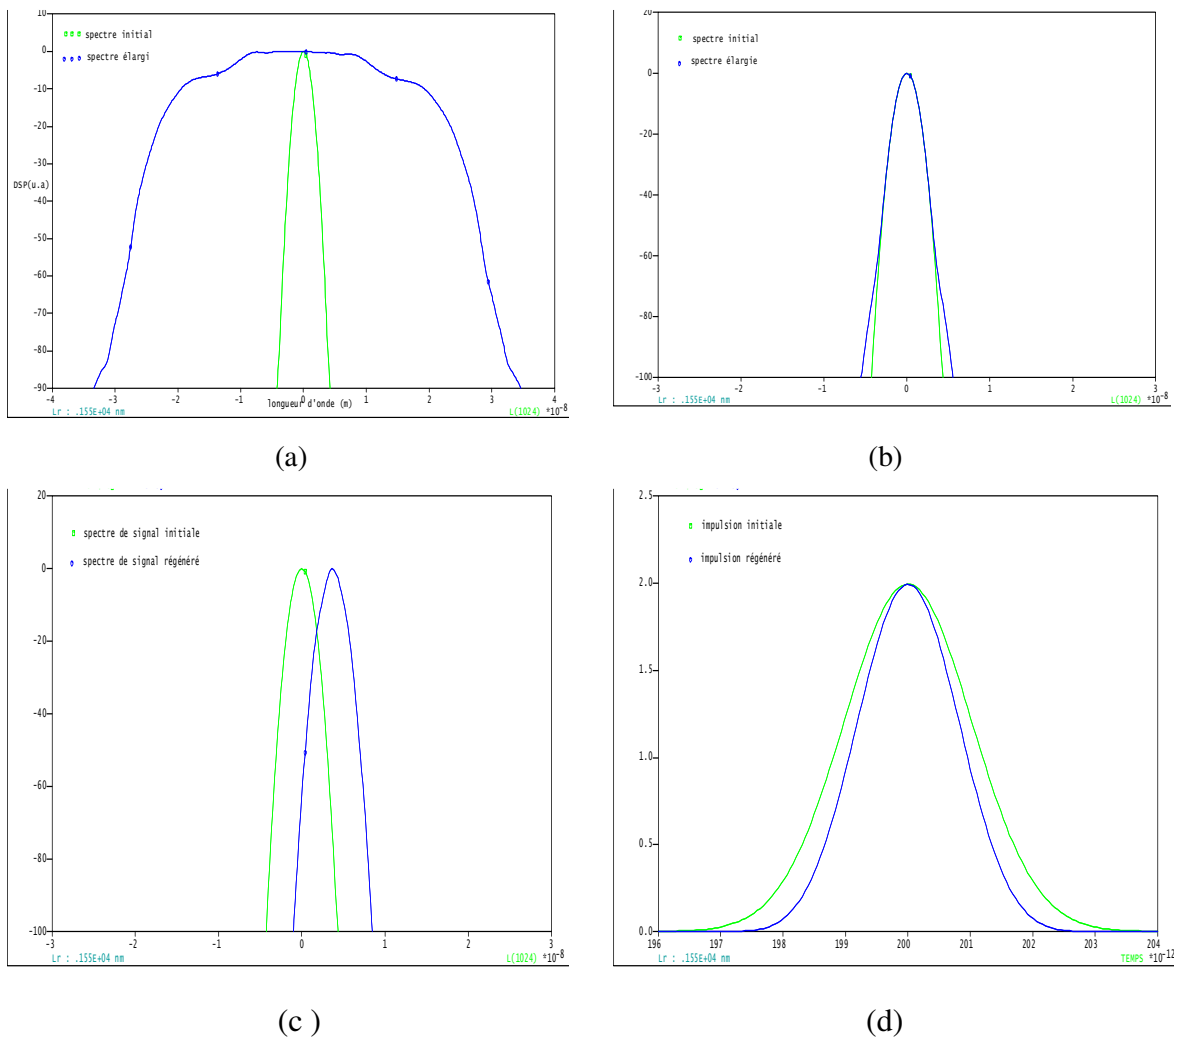 10
0
-10
-20
-30
-40
-50
-60
-70
-80
-90
DSP(u.a)
spectre initial
spectre élargi
-4 -3 -2 -1 0 1 2 3 4
longueur d'onde (m)
Lr : .155E+04 nm
L(1024) *10-8
(a)
20
0
-20
-40
-60
-80
-100
spectre initial
spectre élargie
-3 -2 -1 0 1 2 3
Lr : .155E+04 nm
L(1024) *10-8
(b)
20
0
-20
-40
-60
-80
-100
spectre de signal initiale
spectre de signal régénéré
-3 -2 -1 0 1 2 3
Lr : .155E+04 nm
L(1024) *10-8
(c )
2.5
2.0
1.5
1.0
0.5
0.0
impulsion initiale
impulsion régénéré
196 197 198 199 200 201 202 203 204
Lr : .155E+04 nm
TEMPS *10-12
(d)